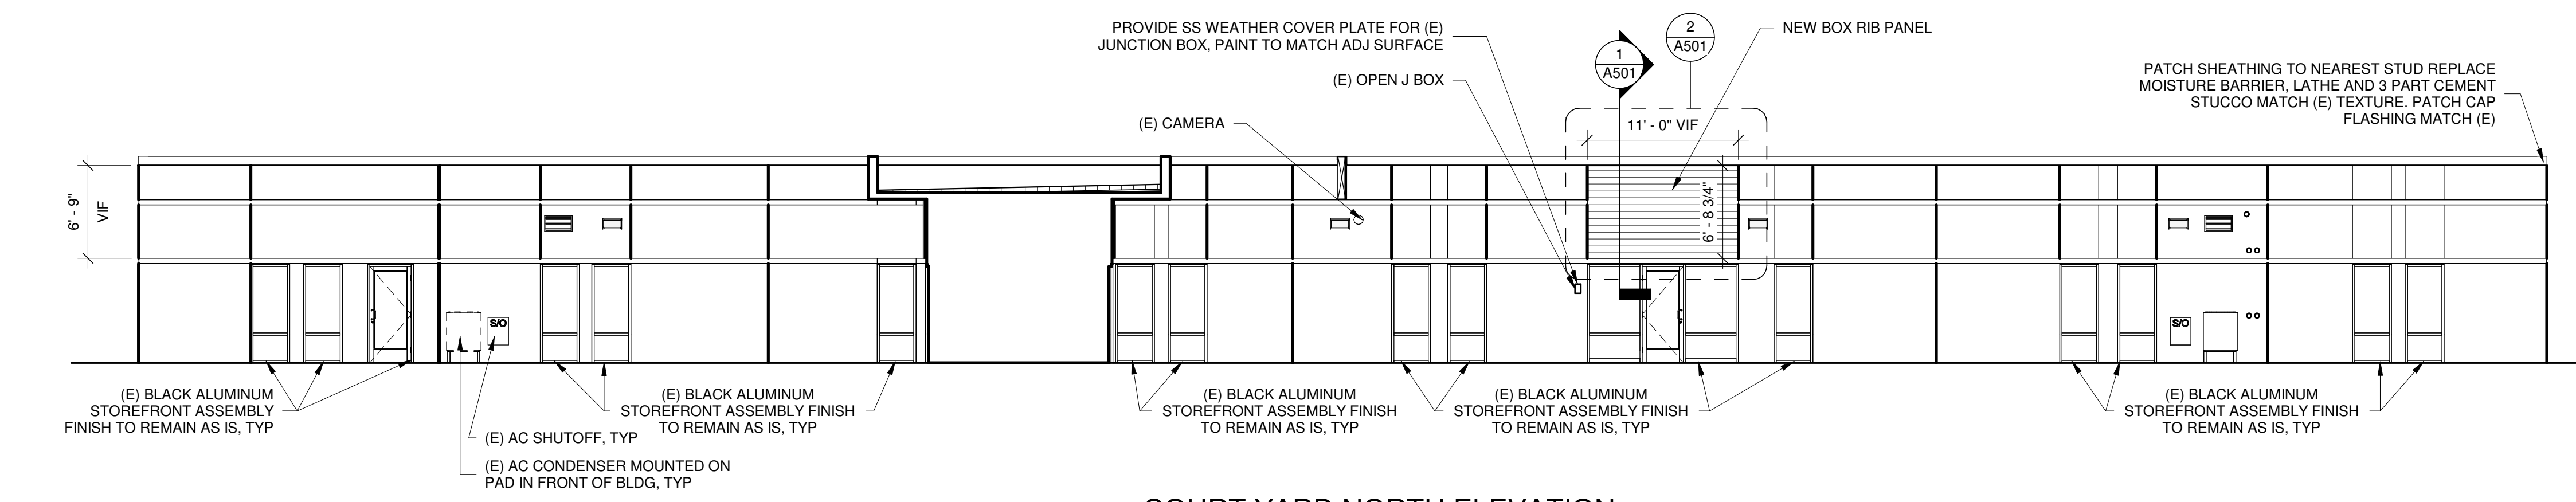 PROVIDE SS WEATHER COVER PLATE FOR (E)
JUNCTION BOX, PAINT TO MATCH ADJ SURFACE
(E) OPEN J BOX
(E) CAMERA
1
A501
2
A501
NEW BOX RIB PANEL
11' - 0" VIF
6' - 8 3/4"
PATCH SHEATHING TO NEAREST STUD REPLACE
MOISTURE BARRIER, LATHE AND 3 PART CEMENT
STUCCO MATCH (E) TEXTURE. PATCH CAP
FLASHING MATCH (E)
6' - 9"
VIF
S/O
S/O
(E) BLACK ALUMINUM
STOREFRONT ASSEMBLY
FINISH TO REMAIN AS IS, TYP
(E) BLACK ALUMINUM
STOREFRONT ASSEMBLY FINISH
TO REMAIN AS IS, TYP
(E) AC SHUTOFF, TYP
(E) AC CONDENSER MOUNTED ON
PAD IN FRONT OF BLDG, TYP
(E) BLACK ALUMINUM
STOREFRONT ASSEMBLY FINISH
TO REMAIN AS IS, TYP
(E) BLACK ALUMINUM
STOREFRONT ASSEMBLY FINISH
TO REMAIN AS IS, TYP
(E) BLACK ALUMINUM
STOREFRONT ASSEMBLY FINISH
TO REMAIN AS IS, TYP
COURT YARD NORTH ELEVATION